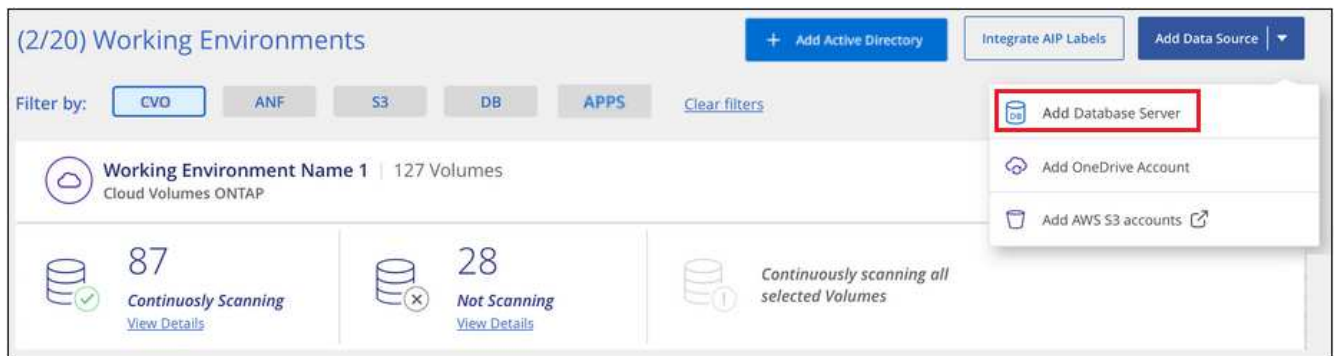 (2/20) Working Environments
+ Add Active Directory
Integrate AIP Labels
Add Data Source
Filter by: CVO ANF S3 DB APPS Clear filters
DB Add Database Server
Add OneDrive Account
Add AWS S3 accounts
Working Environment Name 1 | 127 Volumes
Cloud Volumes ONTAP
87
Continuosly Scanning
View Details
28
Not Scanning
View Details
Continuously scanning all
selected Volumes